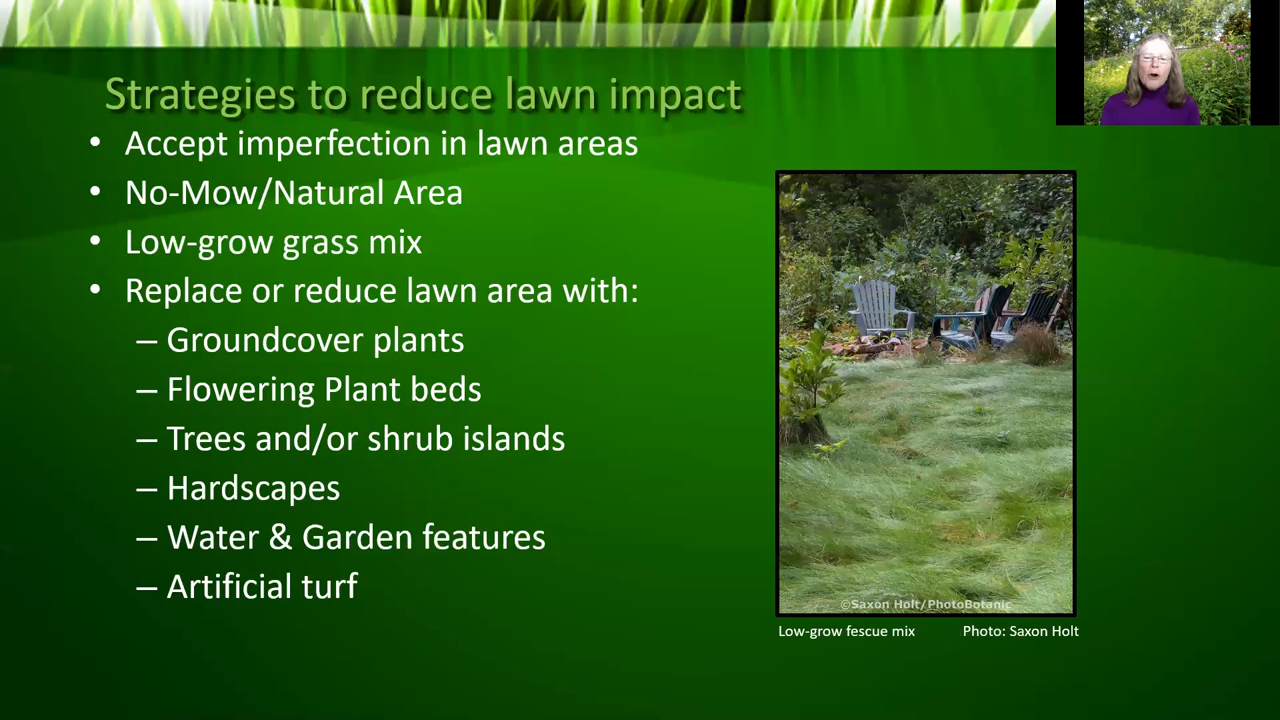 Strategies to reduce lawn impact
• Accept imperfection in lawn areas
• No-Mow/Natural Area
• Low-grow grass mix
• Replace or reduce lawn area with:
– Groundcover plants
– Flowering Plant beds
– Trees and/or shrub islands
– Hardscapes
– Water & Garden features
– Artificial turf
©Saxon Holt/PhotoBotanic
Low-grow fescue mix Photo: Saxon Holt